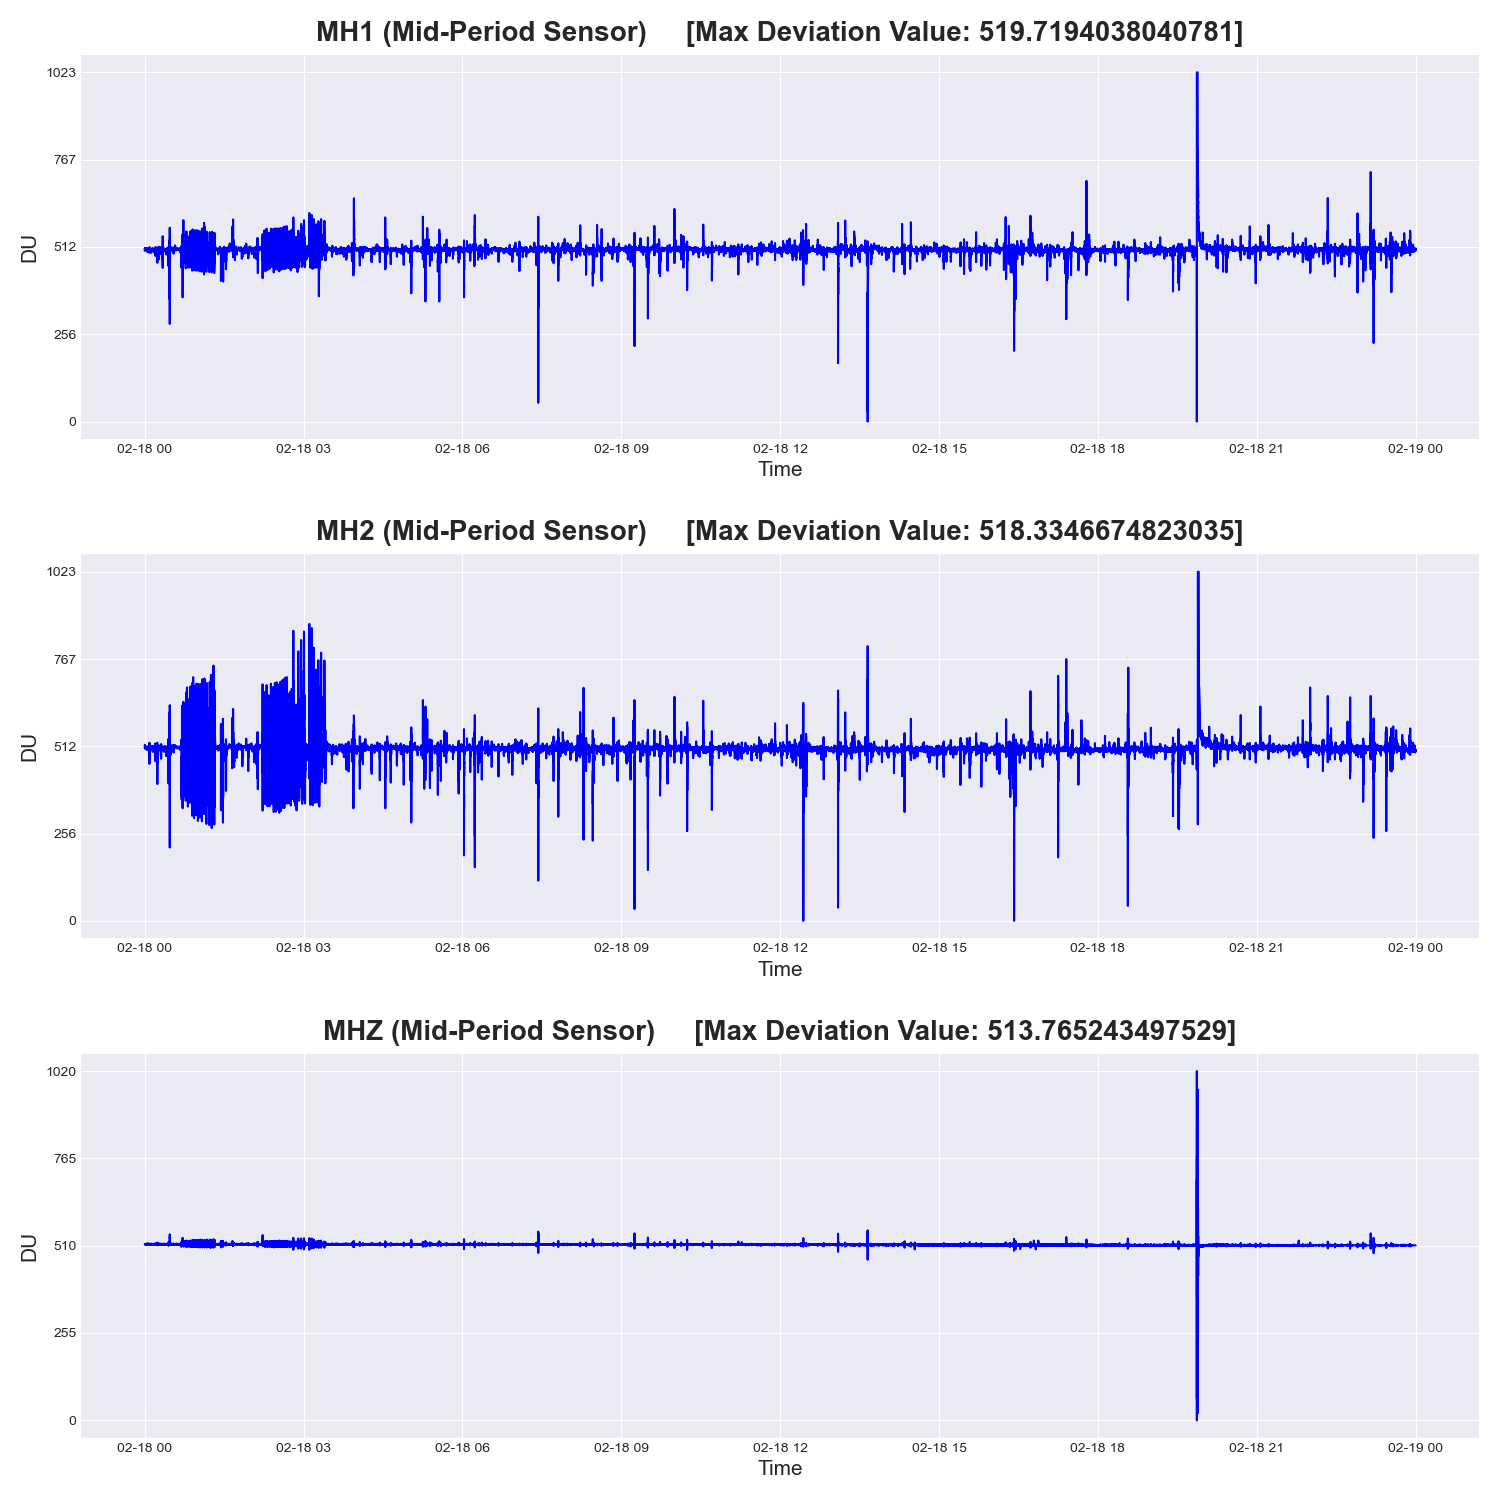 MH1 (Mid-Period Sensor) [Max Deviation Value: 519.7194038040781]
1023
767
512
256
0
DU
02-18 00 02-18 03 02-18 06 02-18 09 02-18 12 02-18 15 02-18 18 02-18 21 02-19 00
Time
MH2 (Mid-Period Sensor) [Max Deviation Value: 518.3346674823035]
1023
767
512
256
0
DU
02-18 00 02-18 03 02-18 06 02-18 09 02-18 12 02-18 15 02-18 18 02-18 21 02-19 00
Time
MHZ (Mid-Period Sensor) [Max Deviation Value: 513.765243497529]
1020
765
510
255
0
DU
02-18 00 02-18 03 02-18 06 02-18 09 02-18 12 02-18 15 02-18 18 02-18 21 02-19 00
Time